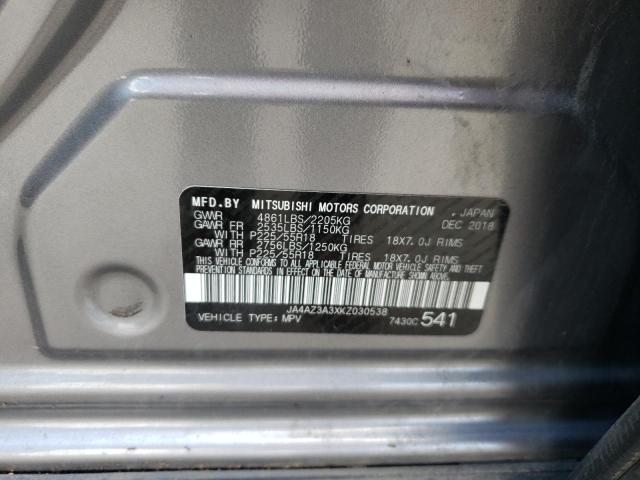 MFD.BY MITSUBISHI MOTORS CORPORATION , JAPAN
GVWR 4861LBS/2205KG DEC 2018
GAWR FR 2535LBS/1150KG
WITH P225/55R18 TIRES 18X7.0J RIMS
GAWR RR 2756LBS/1250KG
WITH P225/55R18 TIRES 18X7.0J RIMS
THIS VEHICLE CONFORMS TO ALL APPLICABLE FEDERAL MOTOR VEHICLE SAFETY AND THEFT
PREVENTION STANDARDS IN EFFECT ON THE DATE OF MANUFACTURE SHOWN ABOVE.
JA4AZ3A3XKZ030538
VEHICLE TYPE: MPV 7430C 541